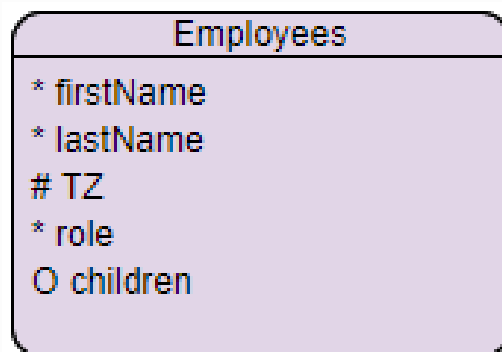 Employees
* firstName
* lastName
# TZ
* role
O children